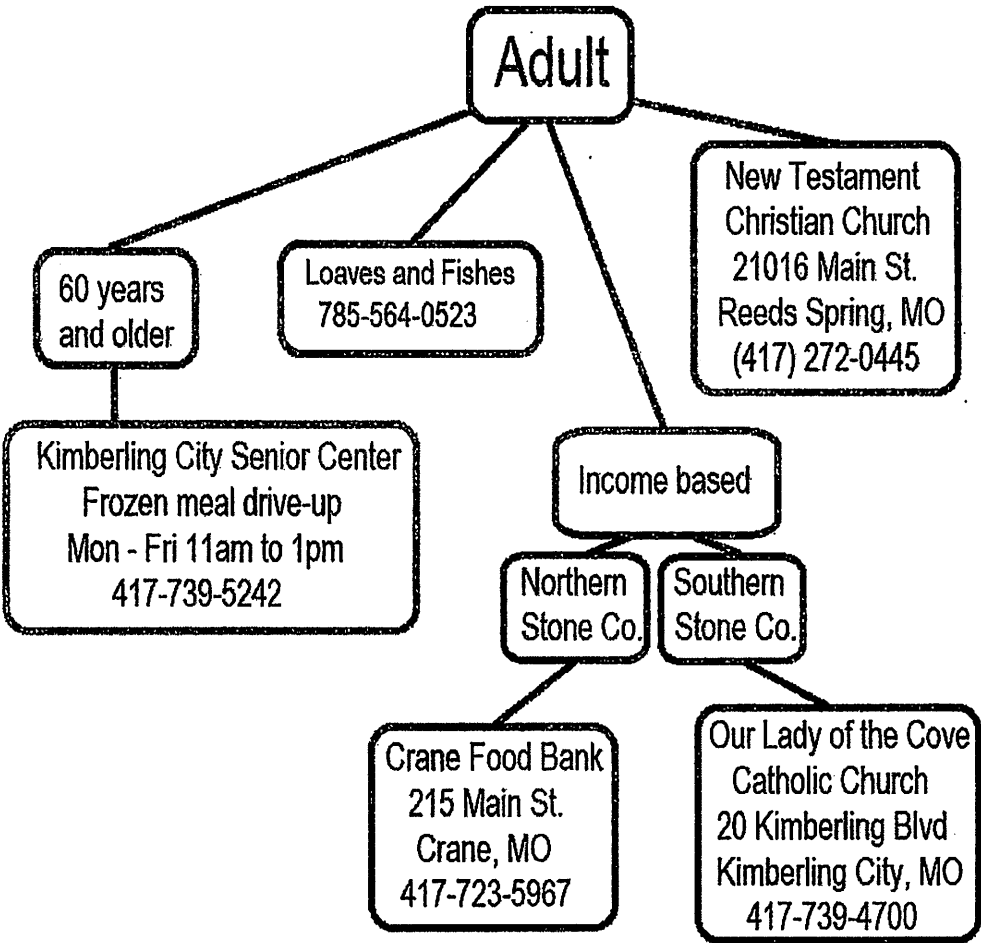 Adult
60 years
and older
Kimberling City Senior Center
Frozen meal drive-up
Mon - Fri 11am to 1pm
417-739-5242
Loaves and Fishes
785-564-0523
Income based
Northern
Stone Co.
Crane Food Bank
215 Main St.
Crane, MO
417-723-5967
Southern
Stone Co.
Our Lady of the Cove
Catholic Church
20 Kimberling Blvd
Kimberling City, MO
417-739-4700
New Testament
Christian Church
21016 Main St.
Reeds Spring, MO
(417) 272-0445